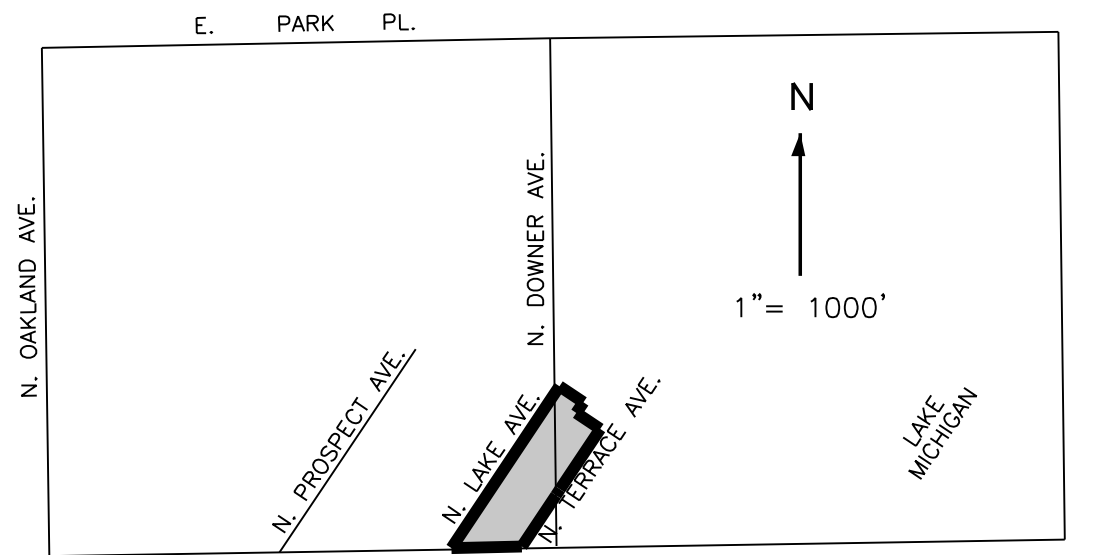 E. PARK PL.
N
N. OAKLAND AVE.
N. DOWNER AVE.
1"= 1000'
N. PROSPECT AVE.
N. LAKE AVE.
N. TERRACE AVE.
LAKE
MICHIGAN